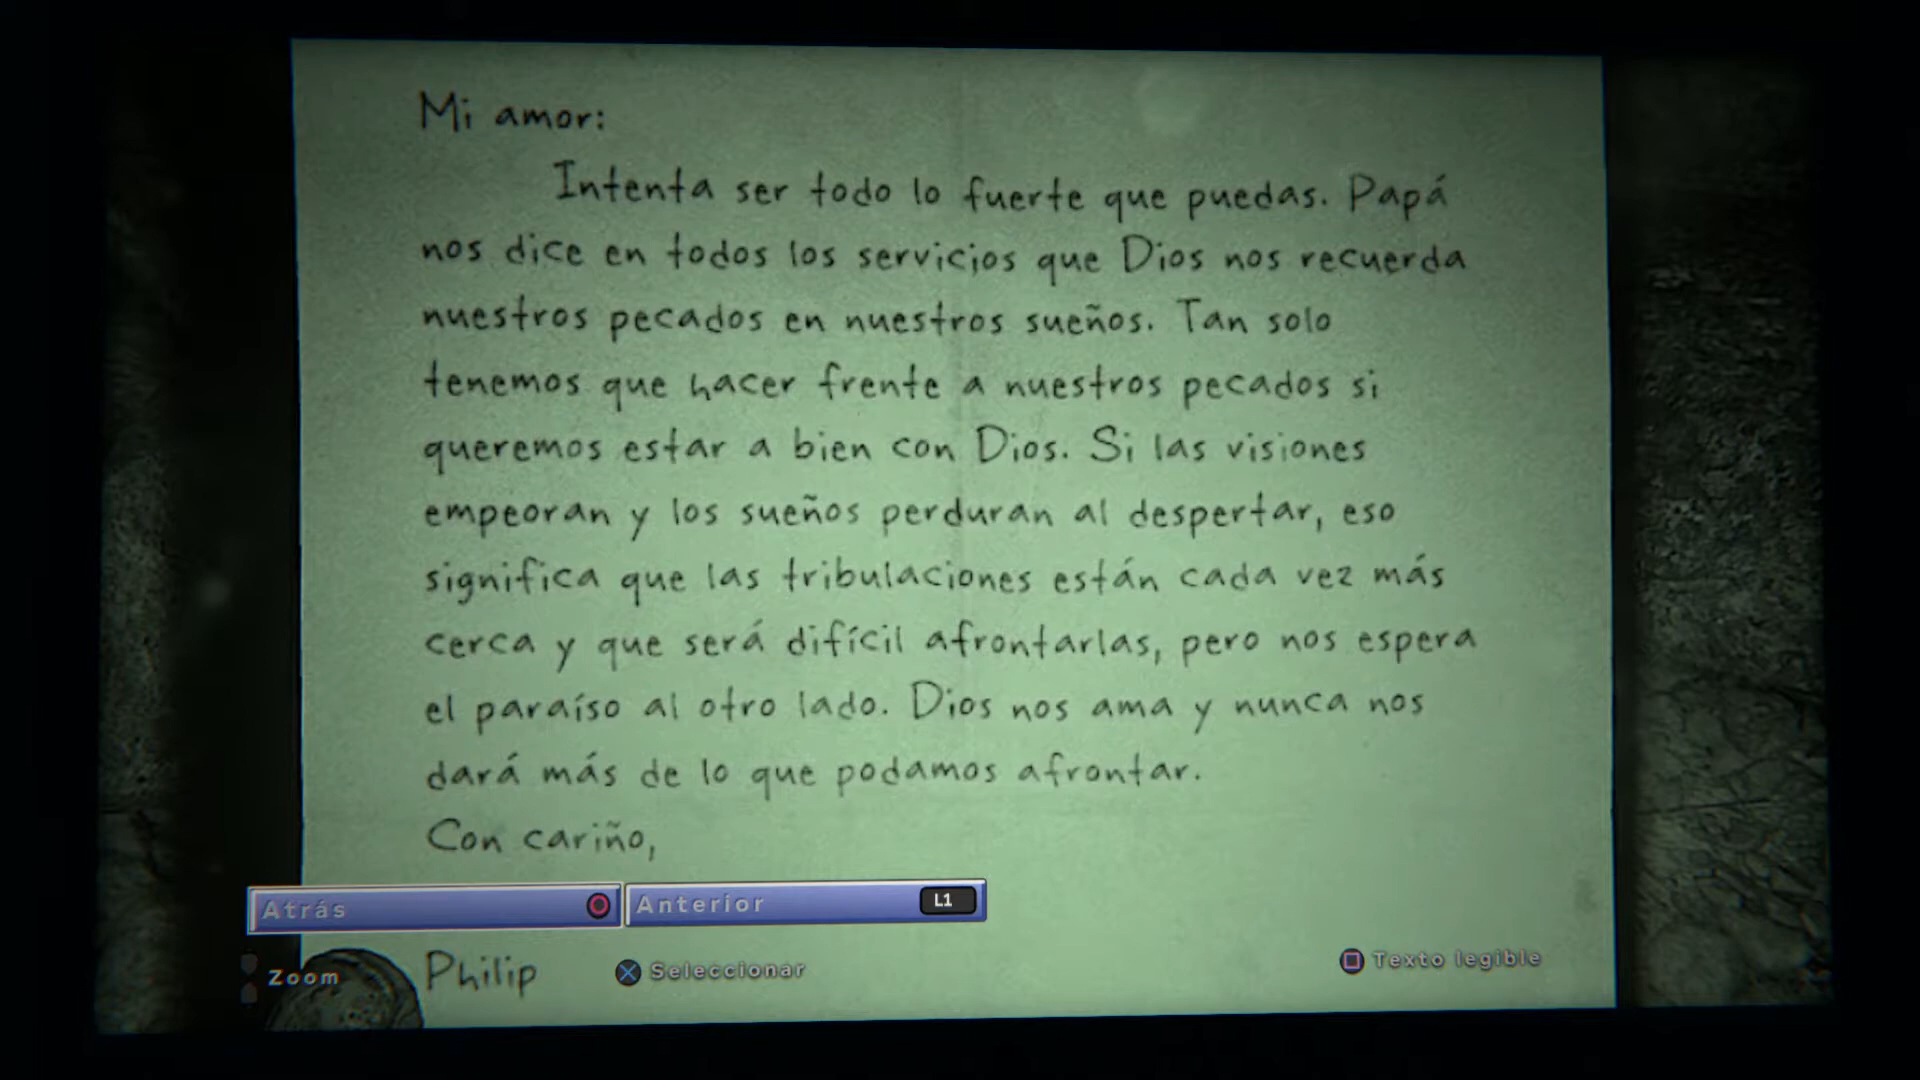 Mi amor:
Intenta ser todo lo fuerte que puedas. Papá
nos dice en todos los servicios que Dios nos recuerda
nuestros pecados en nuestros sueños. Tan solo
tenemos que hacer frente a nuestros pecados si
queremos estar a bien con Dios. Si las visiones
empeoran y los sueños perduran al despertar, eso
significa que las tribulaciones están cada vez más
cerca y que será difícil afrontarlas, pero nos espera
el paraíso al otro lado. Dios nos ama y nunca nos
dará más de lo que podamos afrontar.
Con cariño,
Atrás
Anterior L1
Philip
Zoom
Seleccionar
Texto legible